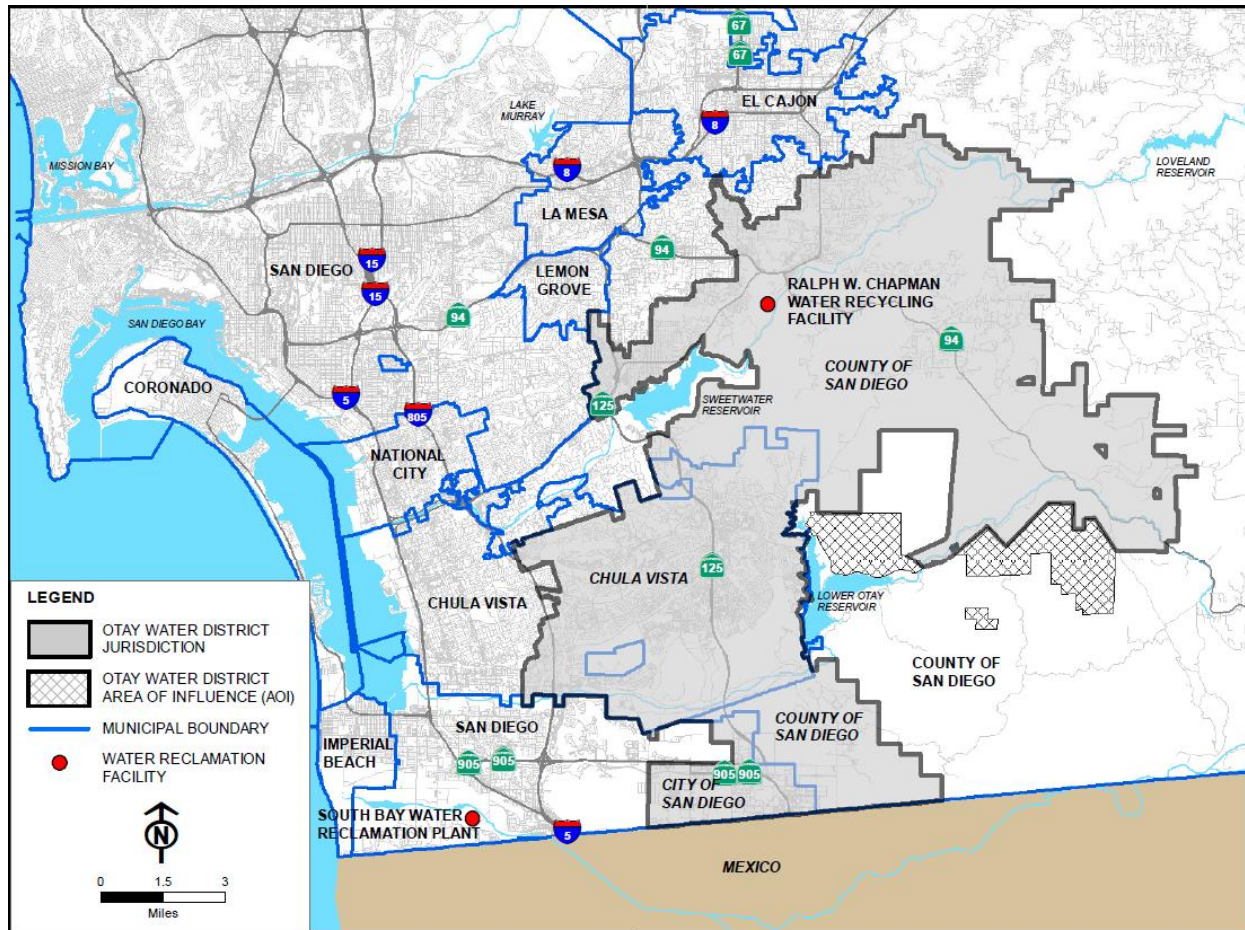 67
67
EL CAJON
8
LAKE
MURRAY
MISSION BAY
8
LOVELAND
RESERVOIR
LA MESA
94
15
SAN DIEGO
15
LEMON
GROVE
94
RALPH W. CHAPMAN
WATER RECYCLING
FACILITY
SAN DIEGO BAY
94
COUNTY OF
SAN DIEGO
CORONADO
5
805
125
SWEETWATER
RESERVOIR
NATIONAL
CITY
CHULA VISTA
125
CHULA VISTA
LOWER OTAY
RESERVOIR
COUNTY OF
SAN DIEGO
COUNTY OF
SAN DIEGO
SAN DIEGO
IMPERIAL
BEACH
905
905
905
905
CITY OF
SAN DIEGO
SOUTH BAY WATER
RECLAMATION PLANT
5
MEXICO
LEGEND
OTAY WATER DISTRICT
JURISDICTION
OTAY WATER DISTRICT
AREA OF INFLUENCE (AOI)
MUNICIPAL BOUNDARY
WATER RECLAMATION
FACILITY
N
0 1.5 3
Miles